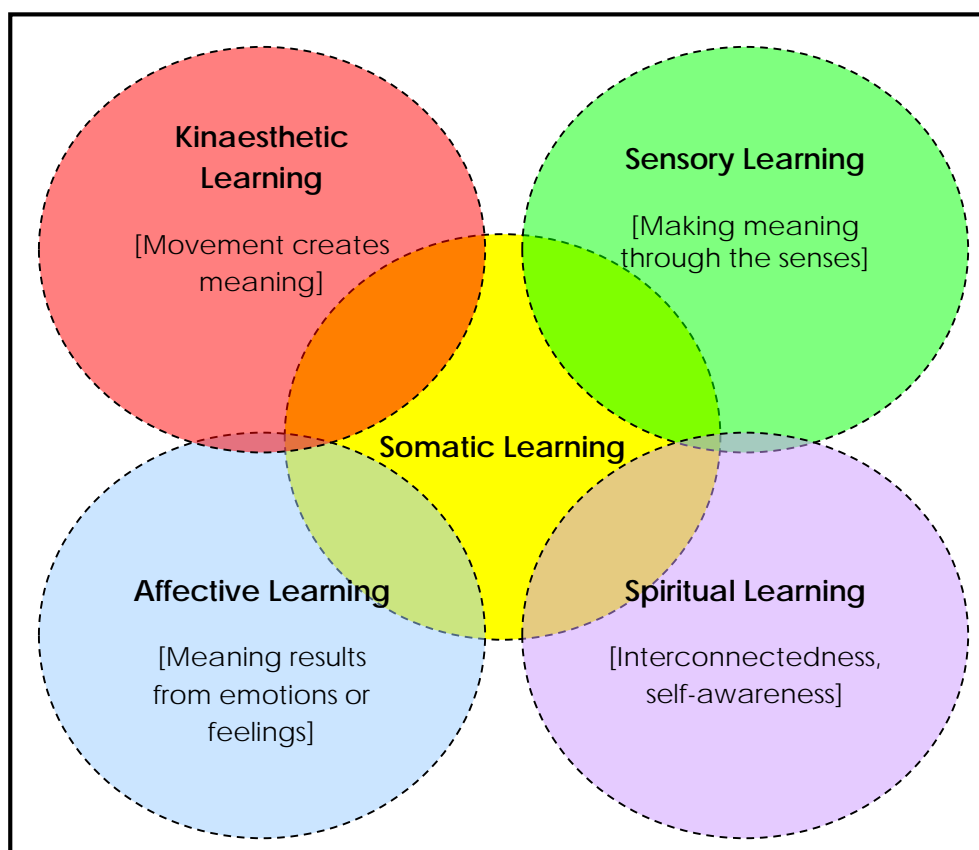 Kinaesthetic
Learning
[Movement creates
meaning]
Sensory Learning
[Making meaning
through the senses]
Somatic Learning
Affective Learning
[Meaning results
from emotions or
feelings]
Spiritual Learning
[Interconnectedness,
self-awareness]